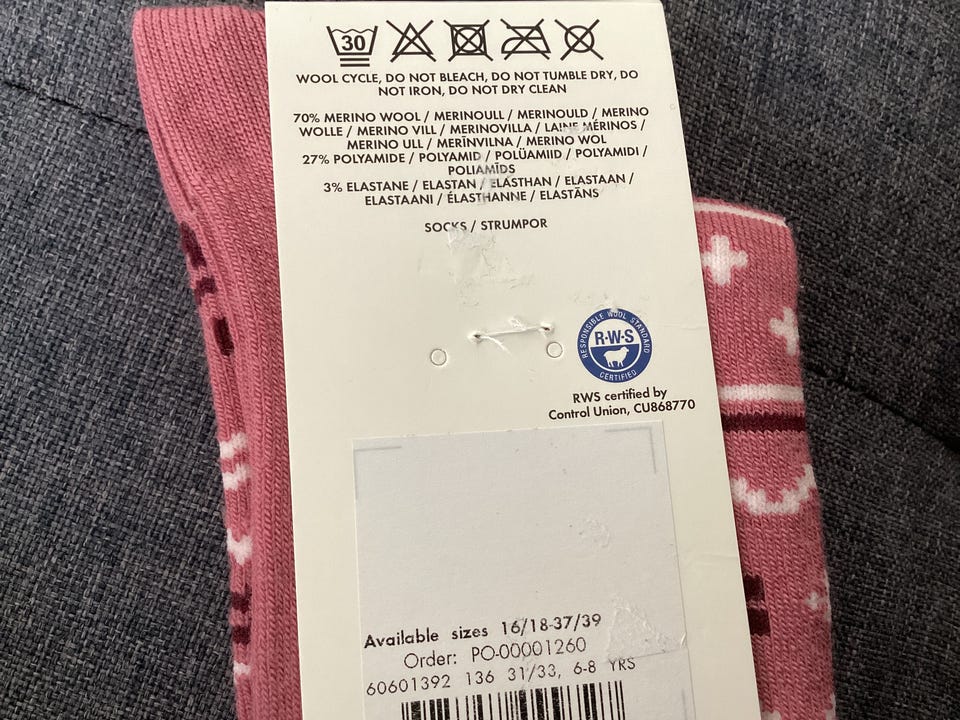 30
WOOL CYCLE, DO NOT BLEACH, DO NOT TUMBLE DRY, DO
NOT IRON, DO NOT DRY CLEAN
70% MERINO WOOL / MERINOULL / MERINOULD / MERINO
WOLLE / MERINO VILL / MERINOVILLA / LAINE MÉRINOS /
MERINO ULL / MERĪNVILNA / MERINO WOL
27% POLYAMIDE / POLYAMID / POLÜAMIID / POLYAMIDI /
POLIAMĪDS
3% ELASTANE / ELASTAN / ELASTHAN / ELASTAAN /
ELASTAANI / ÉLASTHANNE / ELASTĀNS
SOCKS / STRUMPOR
RESPONSIBLE WOOL STANDARD
R·W·S
CERTIFIED
RWS certified by
Control Union, CU868770
Available sizes 16/18-37/39
Order: PO-00001260
60601392 136 31/33, 6-8 YRS